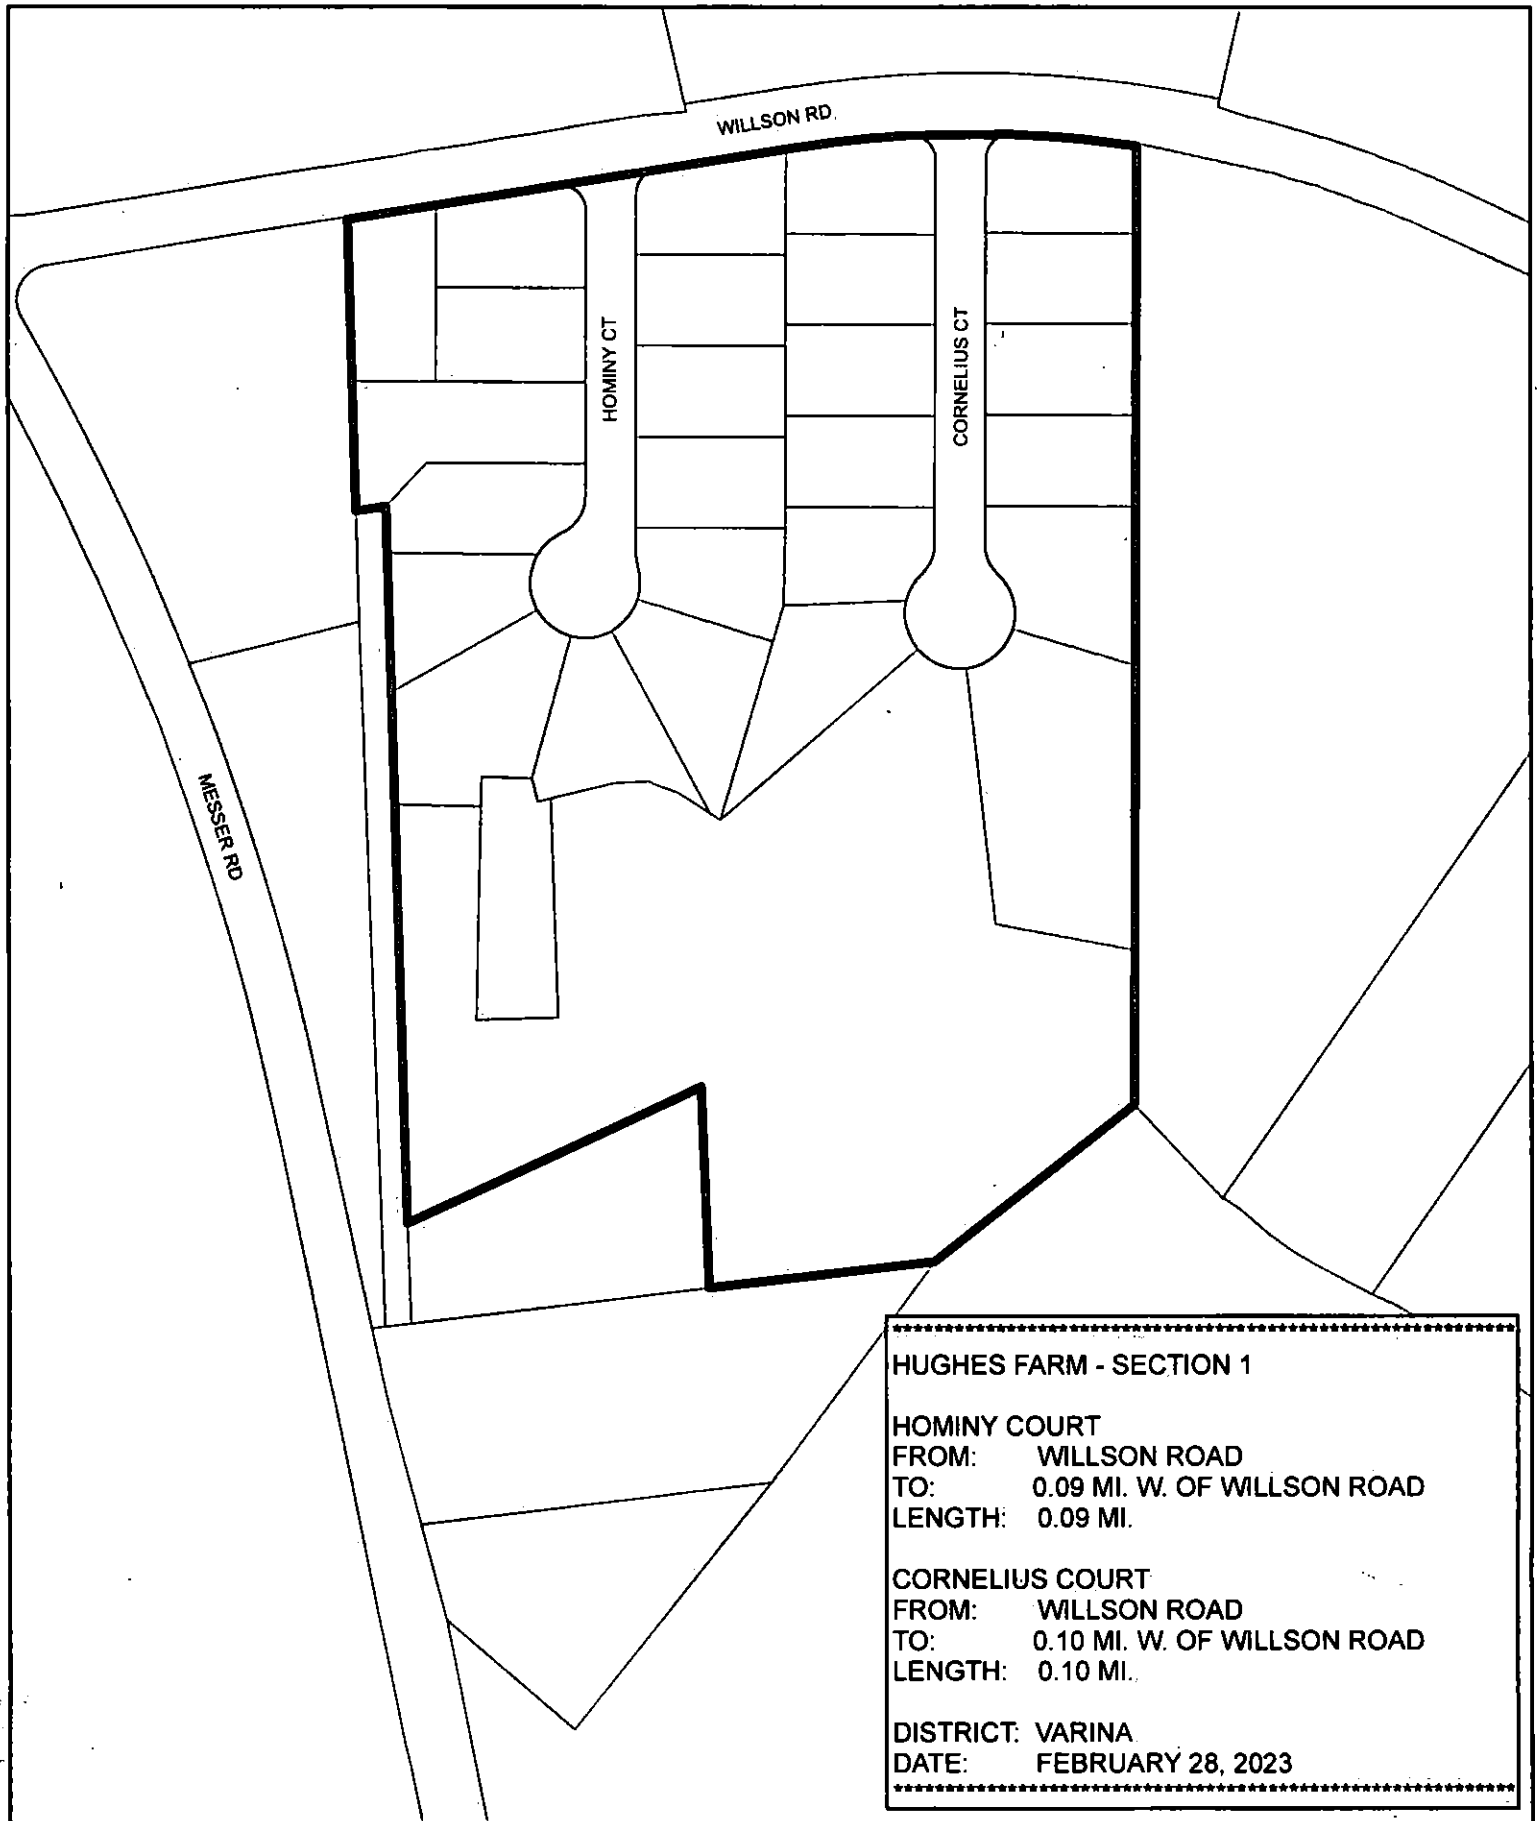 WILLSON RD
HOMINY CT
CORNELIUS CT
MESSER RD
****************************************************************
HUGHES FARM - SECTION 1
HOMINY COURT
FROM: WILLSON ROAD
TO: 0.09 MI. W. OF WILLSON ROAD
LENGTH: 0.09 MI.
CORNELIUS COURT
FROM: WILLSON ROAD
TO: 0.10 MI. W. OF WILLSON ROAD
LENGTH: 0.10 MI.
DISTRICT: VARINA
DATE: FEBRUARY 28, 2023
****************************************************************